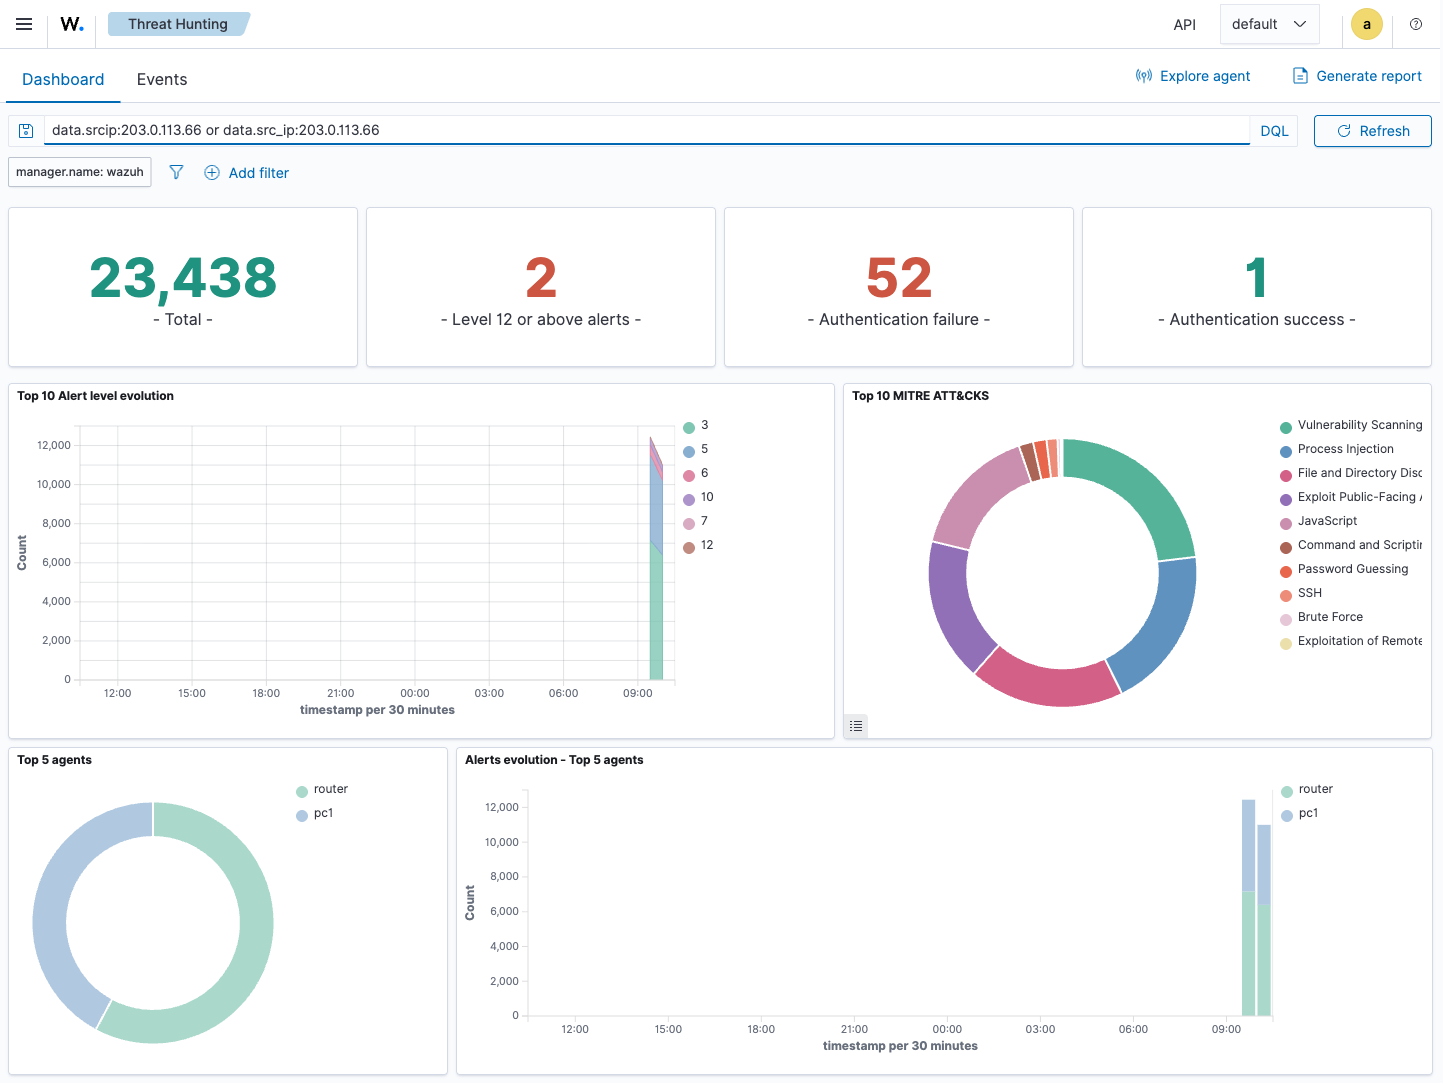 W.
Threat Hunting
API
default
a
Dashboard
Events
Explore agent
Generate report
data.srcip:203.0.113.66 or data.src_ip:203.0.113.66
DQL
Refresh
manager.name: wazuh
Add filter
23,438
- Total -
2
- Level 12 or above alerts -
52
- Authentication failure -
1
- Authentication success -
Top 10 Alert level evolution
12,000
10,000
8,000
6,000
4,000
2,000
0
Count
12:00
15:00
18:00
21:00
00:00
03:00
06:00
09:00
timestamp per 30 minutes
3
5
6
10
7
12
Top 10 MITRE ATT&CKS
Vulnerability Scanning
Process Injection
File and Directory Disc
Exploit Public-Facing A
JavaScript
Command and Scriptin
Password Guessing
SSH
Brute Force
Exploitation of Remote
Top 5 agents
router
pc1
Alerts evolution - Top 5 agents
12,000
10,000
8,000
6,000
4,000
2,000
0
Count
12:00
15:00
18:00
21:00
00:00
03:00
06:00
09:00
timestamp per 30 minutes
router
pc1